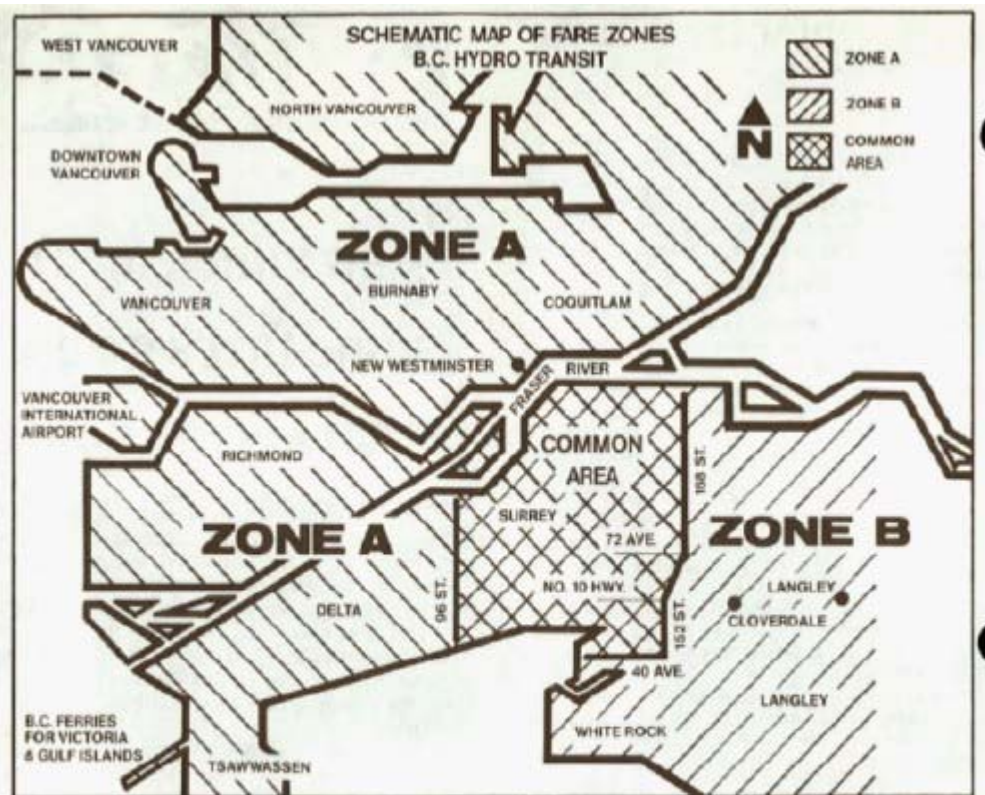 SCHEMATIC MAP OF FARE ZONES
B.C. HYDRO TRANSIT
ZONE A
ZONE B
COMMON
AREA
N
WEST VANCOUVER
NORTH VANCOUVER
DOWNTOWN
VANCOUVER
ZONE A
BURNABY
VANCOUVER
COQUITLAM
NEW WESTMINSTER
FRASER
RIVER
VANCOUVER
INTERNATIONAL
AIRPORT
RICHMOND
COMMON
AREA
SURREY
168 ST.
72 AVE.
ZONE A
ZONE B
NO. 10 HWY.
96 ST.
DELTA
152 ST.
LANGLEY
CLOVERDALE
40 AVE.
LANGLEY
WHITE ROCK
B.C. FERRIES
FOR VICTORIA
& GULF ISLANDS
TSAWWASSEN